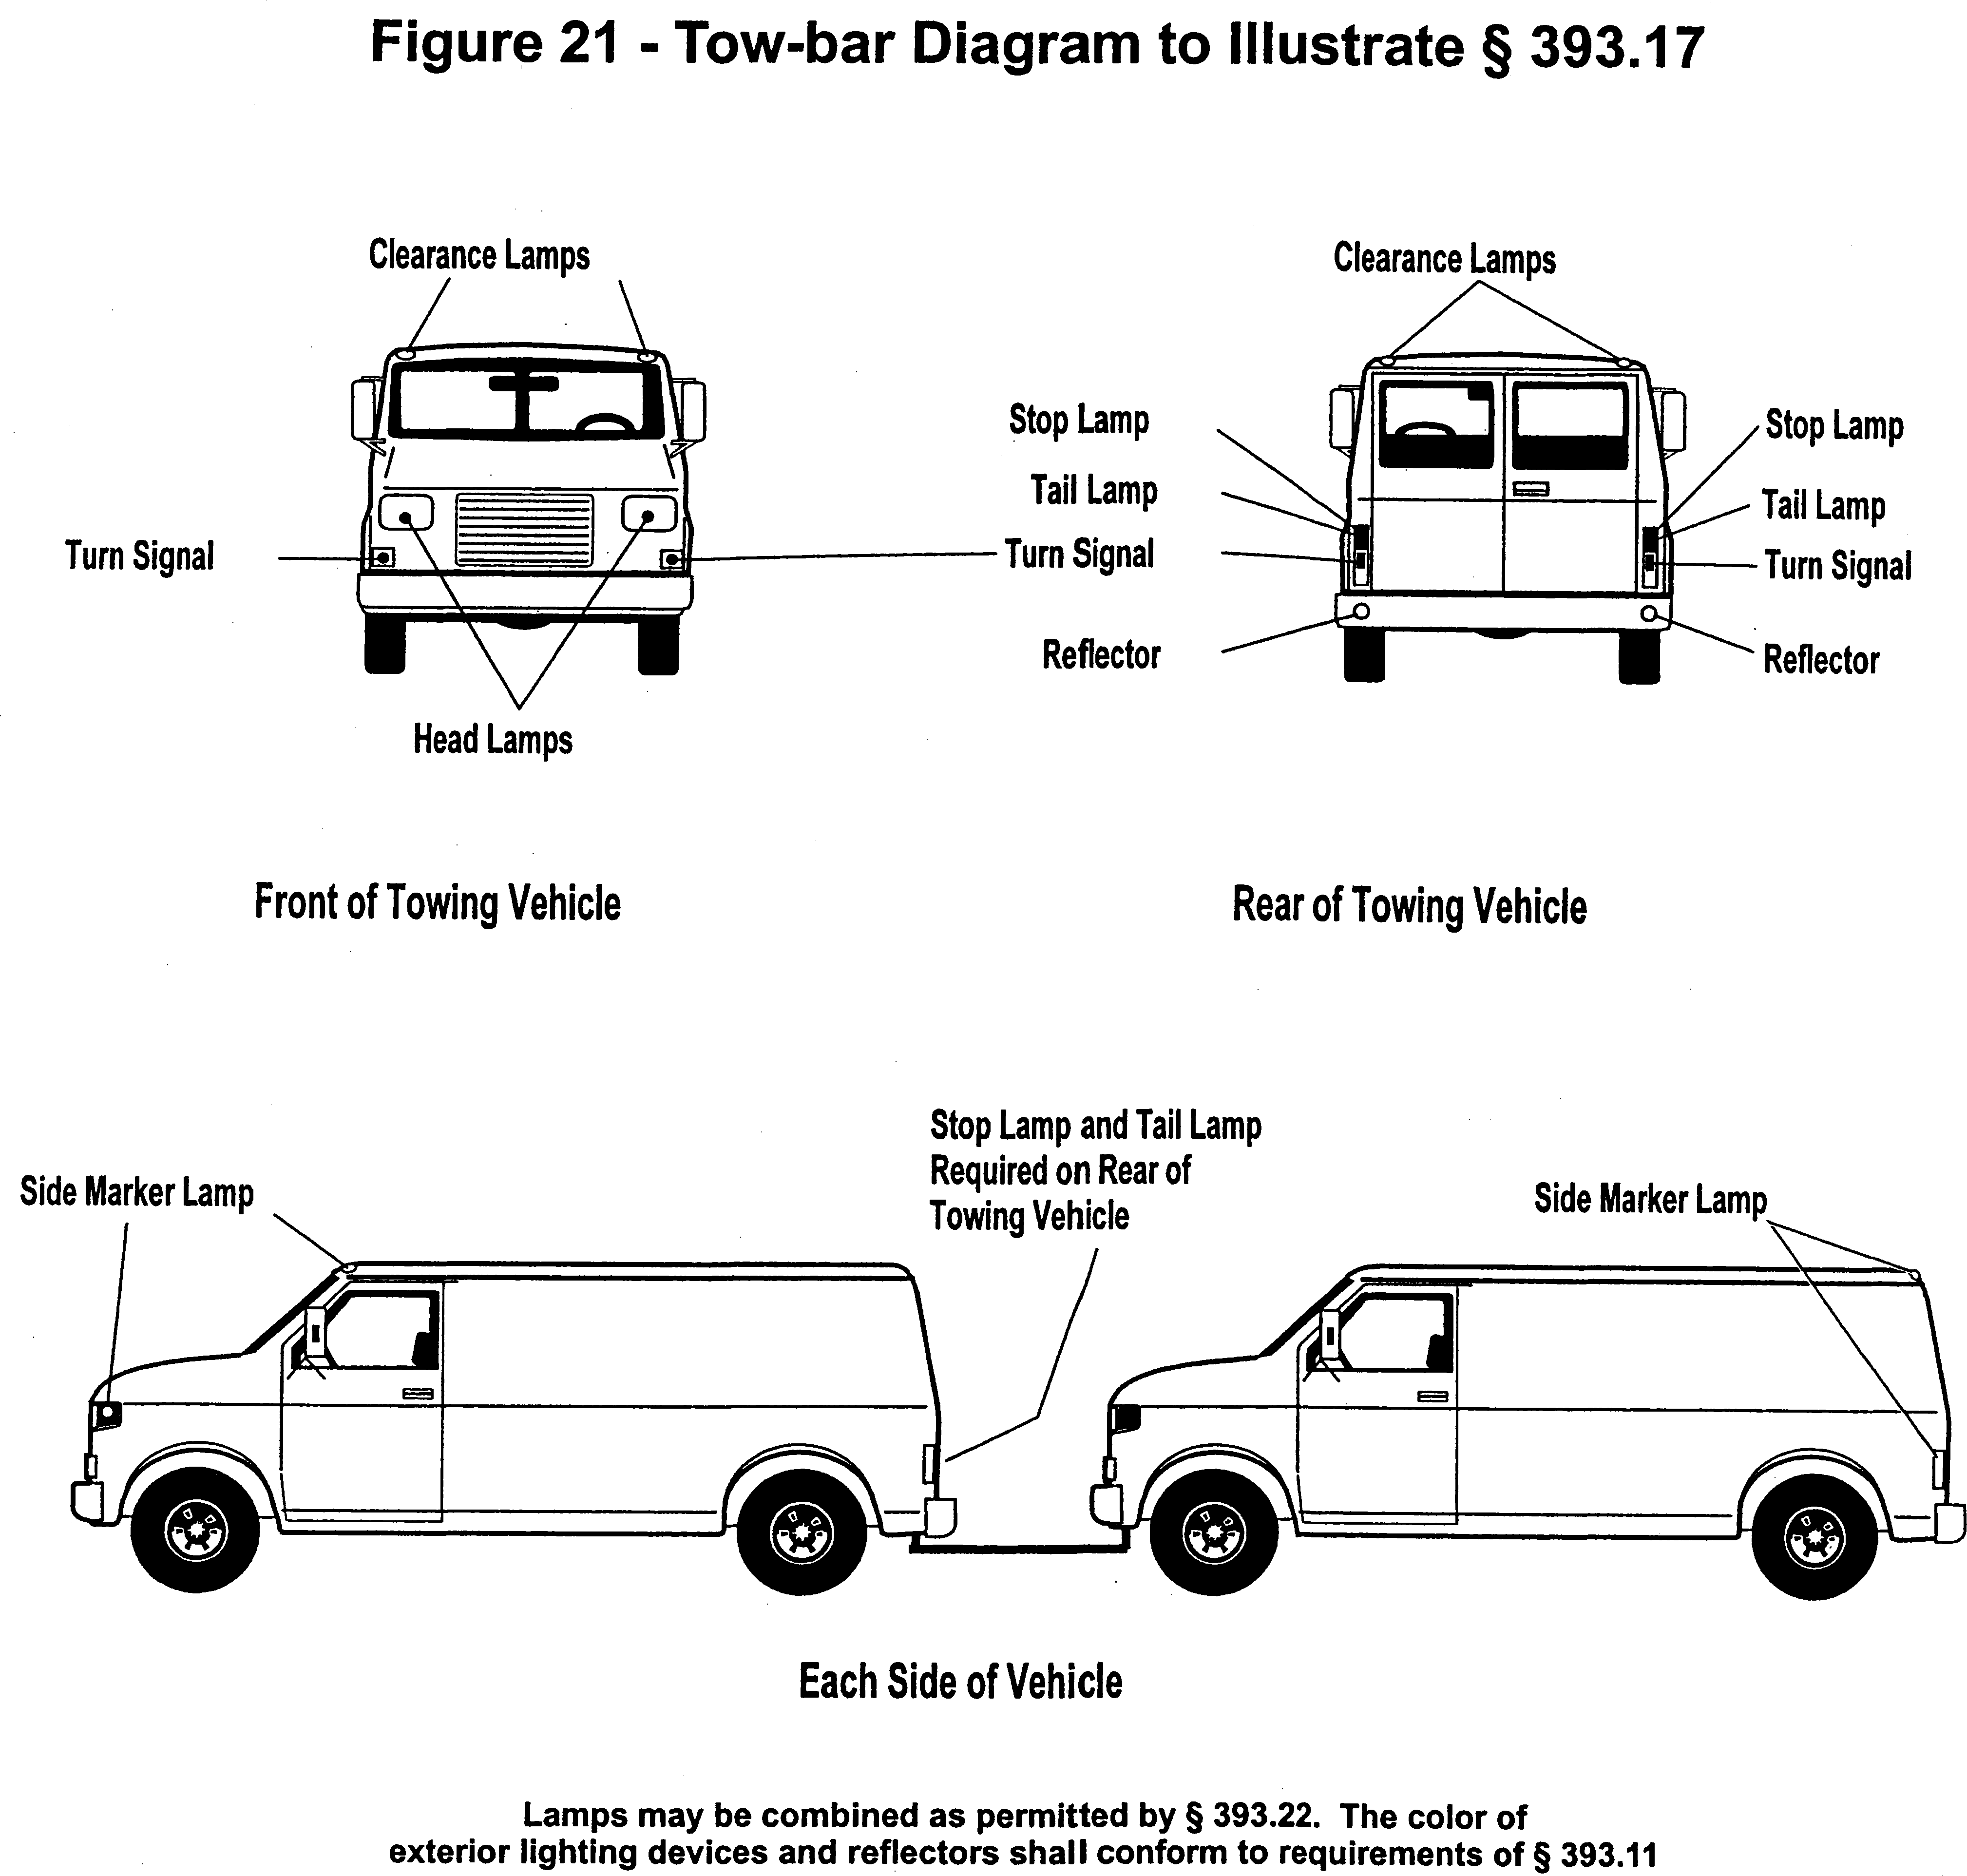 Figure 21 - Tow-bar Diagram to Illustrate § 393.17
Clearance Lamps
Turn Signal
Head Lamps
Front of Towing Vehicle
Clearance Lamps
Stop Lamp
Tail Lamp
Turn Signal
Reflector
Stop Lamp
Tail Lamp
Turn Signal
Reflector
Rear of Towing Vehicle
Side Marker Lamp
Stop Lamp and Tail Lamp
Required on Rear of
Towing Vehicle
Side Marker Lamp
Each Side of Vehicle
Lamps may be combined as permitted by § 393.22. The color of
exterior lighting devices and reflectors shall conform to requirements of § 393.11